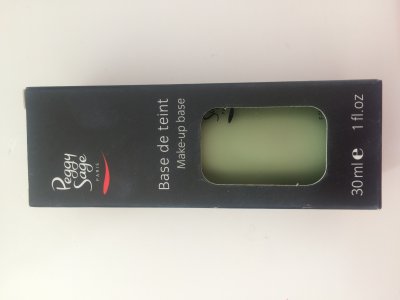 Peggy
Sage
PARIS
Base de teint
Make-up base
30 ml e 1 fl.oz